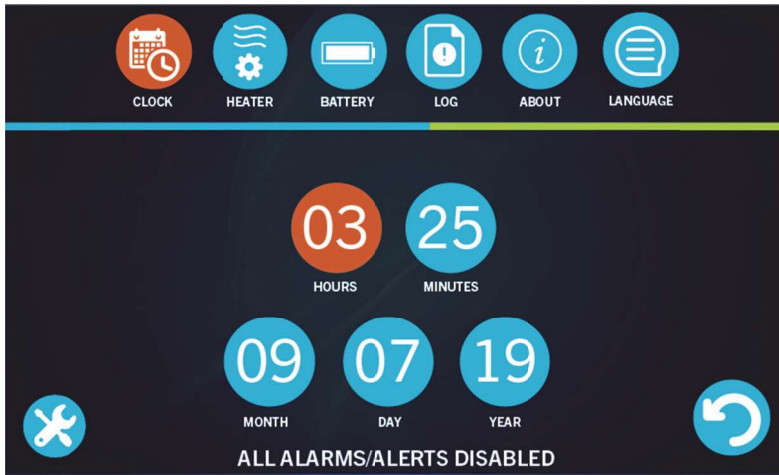 CLOCK HEATER BATTERY LOG ABOUT LANGUAGE
03 25
HOURS MINUTES
09 07 19
MONTH DAY YEAR
ALL ALARMS/ALERTS DISABLED